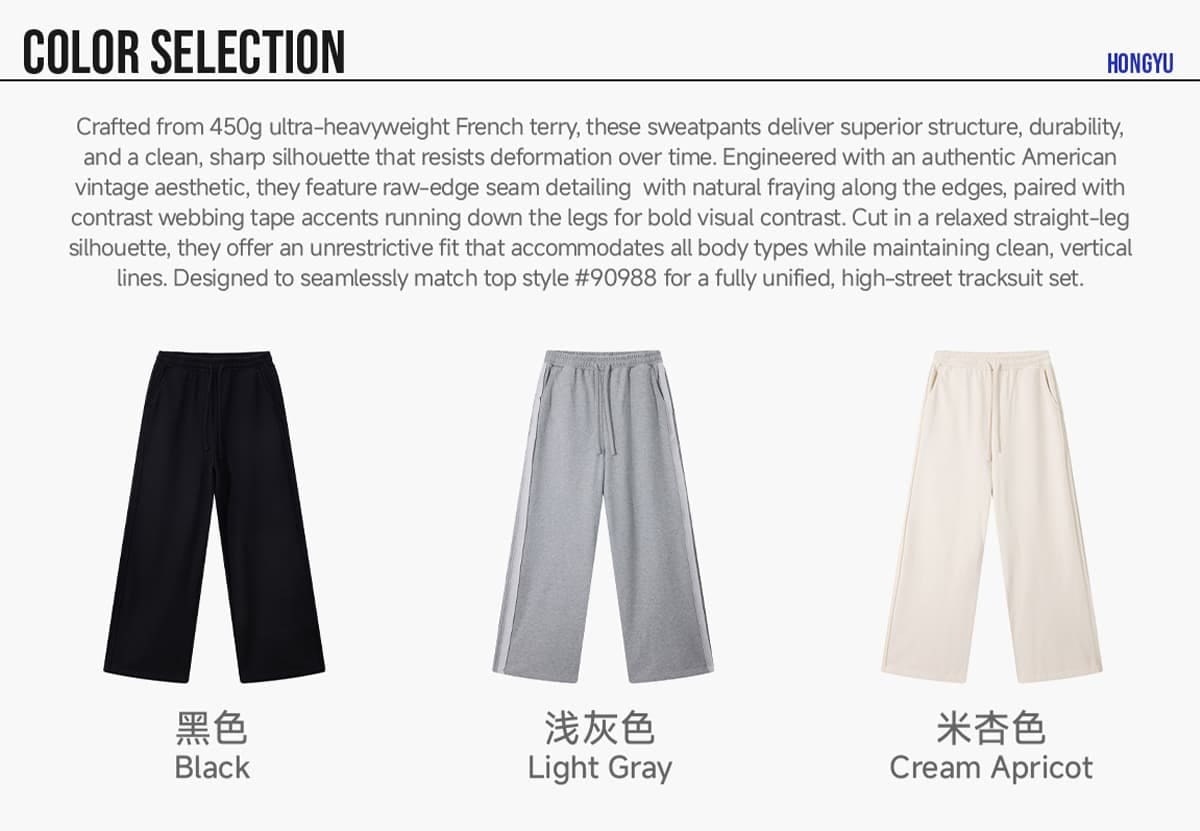 COLOR SELECTION
HONGYU
Crafted from 450g ultra-heavyweight French terry, these sweatpants deliver superior structure, durability,
and a clean, sharp silhouette that resists deformation over time. Engineered with an authentic American
vintage aesthetic, they feature raw-edge seam detailing  with natural fraying along the edges, paired with
contrast webbing tape accents running down the legs for bold visual contrast. Cut in a relaxed straight-leg
silhouette, they offer an unrestrictive fit that accommodates all body types while maintaining clean, vertical
lines. Designed to seamlessly match top style #90988 for a fully unified, high-street tracksuit set.
黑色
Black
浅灰色
Light Gray
米杏色
Cream Apricot